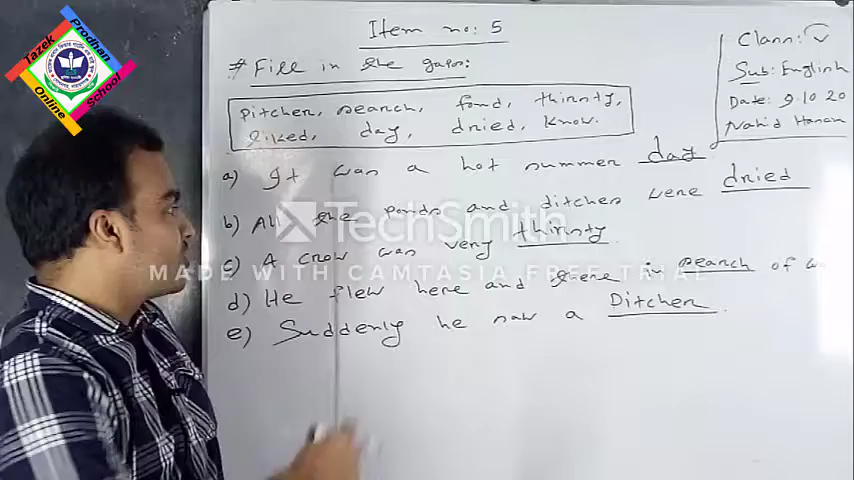 Tazek
Prodhan
Online
School
Item no: 5
# Fill in the gaps:
Pitcher, search, fond, thirsty,
liked, day, dried, know.
Class: V
Sub: English
Date: 9.10.20
Nahid Hasan
a) It was a hot summer day
b) All the ponds and ditches were dried
c) A crow was very thirsty.
d) He flew here and there in search of
e) Suddenly he saw a Pitcher.
TechSmith
MADE WITH CAMTASIA FREE TRIAL